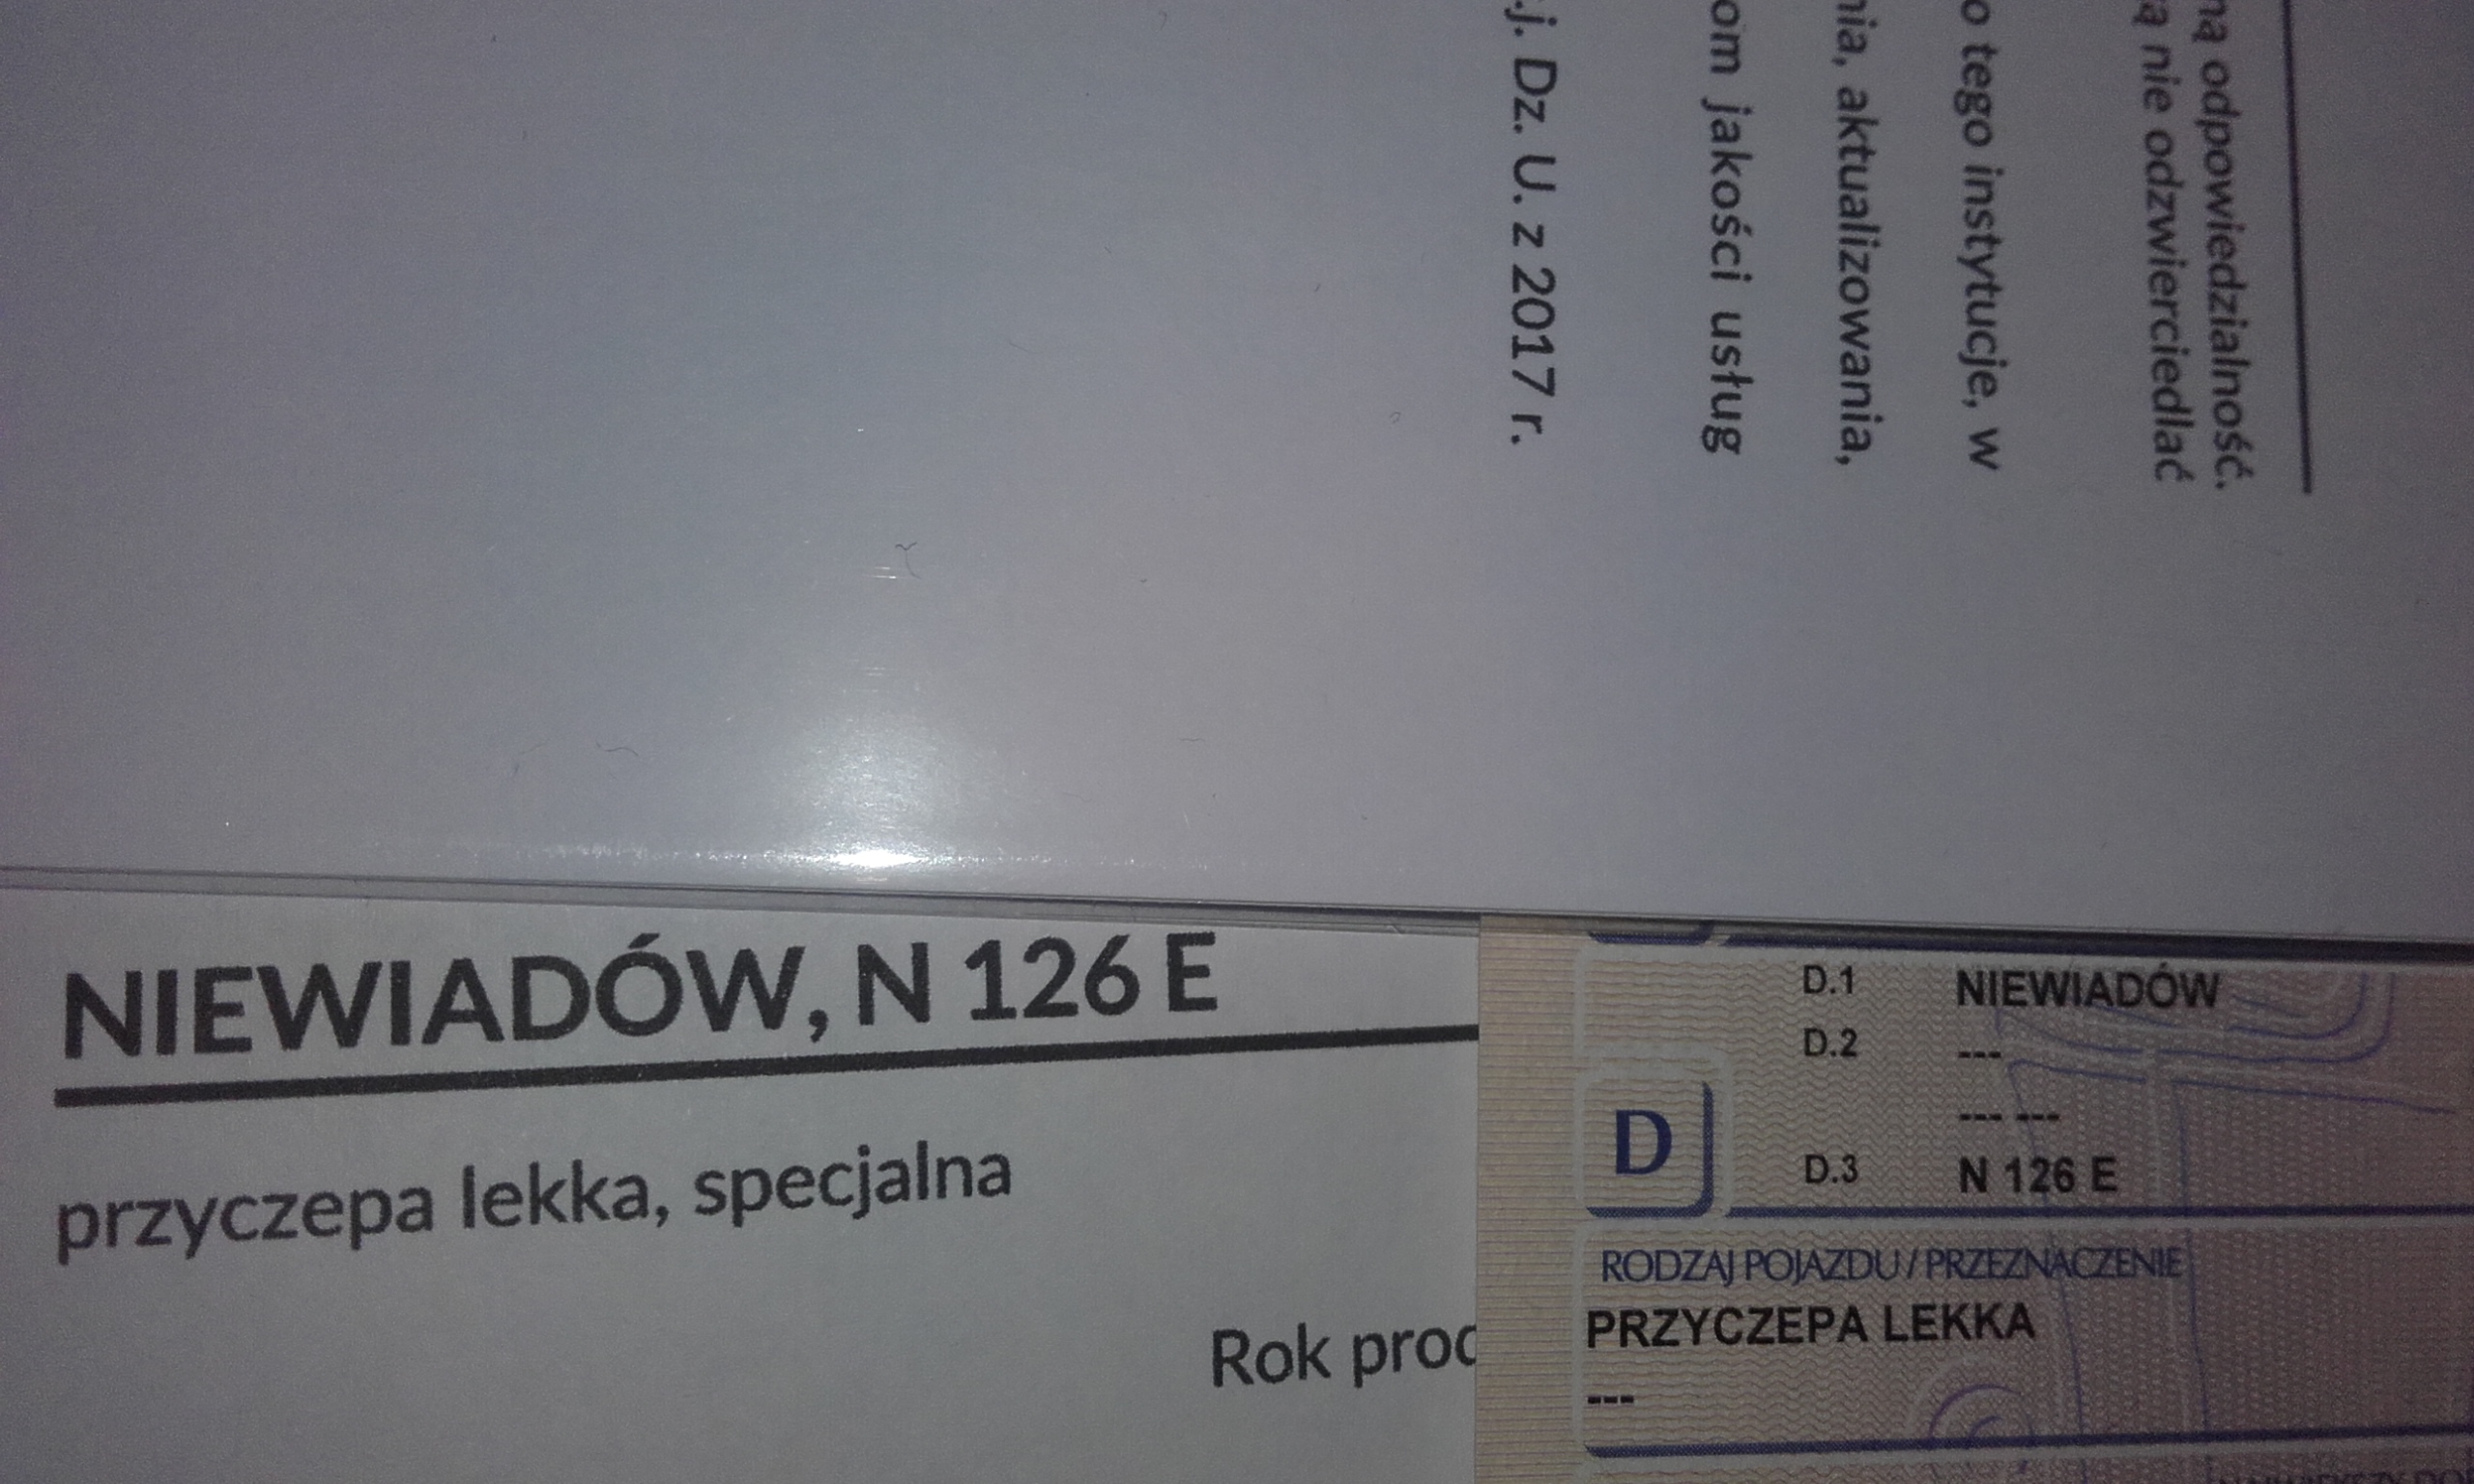 ną odpowiedzialność.
ą nie odzwierciedlać
o tego instytucje, w
nia, aktualizowania,
om jakości usług
.j. Dz. U. z 2017 r.
NIEWIADÓW, N 126 E
przyczepa lekka, specjalna
Rok proc
D.1 NIEWIADÓW
D.2 ---
--- ---
D
D.3 N 126 E
RODZAJ POJAZDU / PRZEZNACZENIE
PRZYCZEPA LEKKA
---